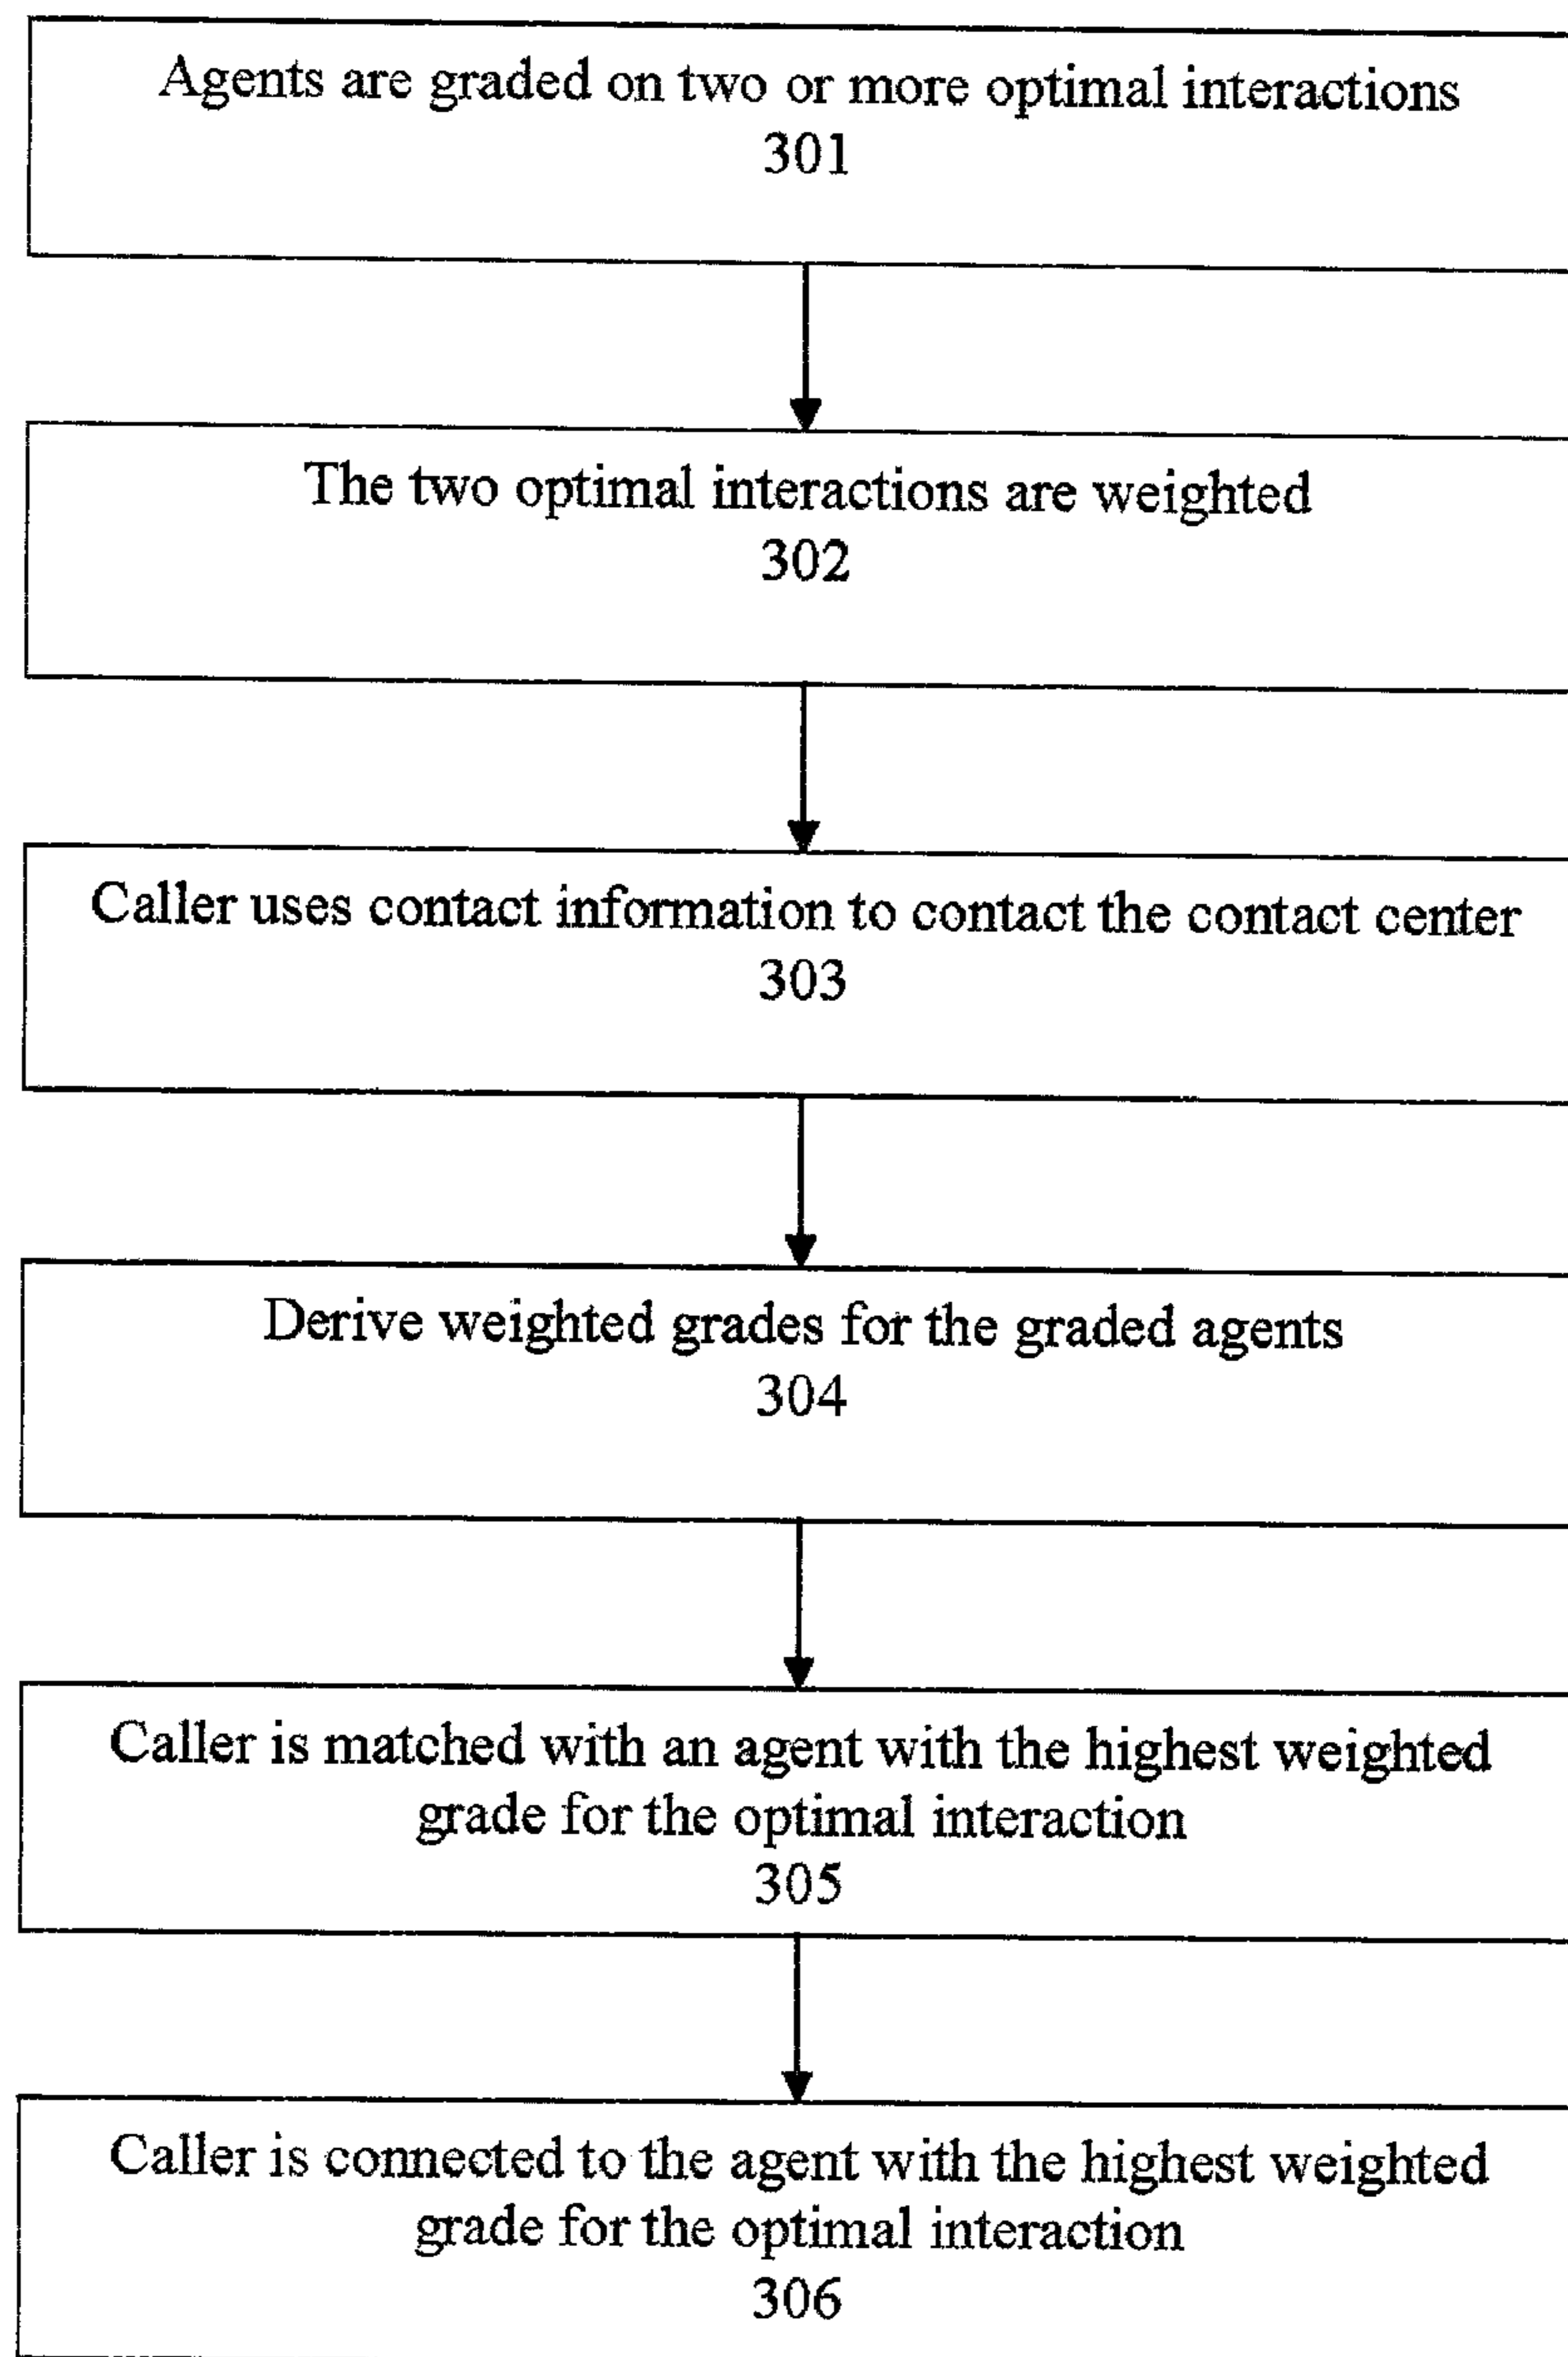 Agents are graded on two or more optimal interactions
301
The two optimal interactions are weighted
302
Caller uses contact information to contact the contact center
303
Derive weighted grades for the graded agents
304
Caller is matched with an agent with the highest weighted
grade for the optimal interaction
305
Caller is connected to the agent with the highest weighted
grade for the optimal interaction
306